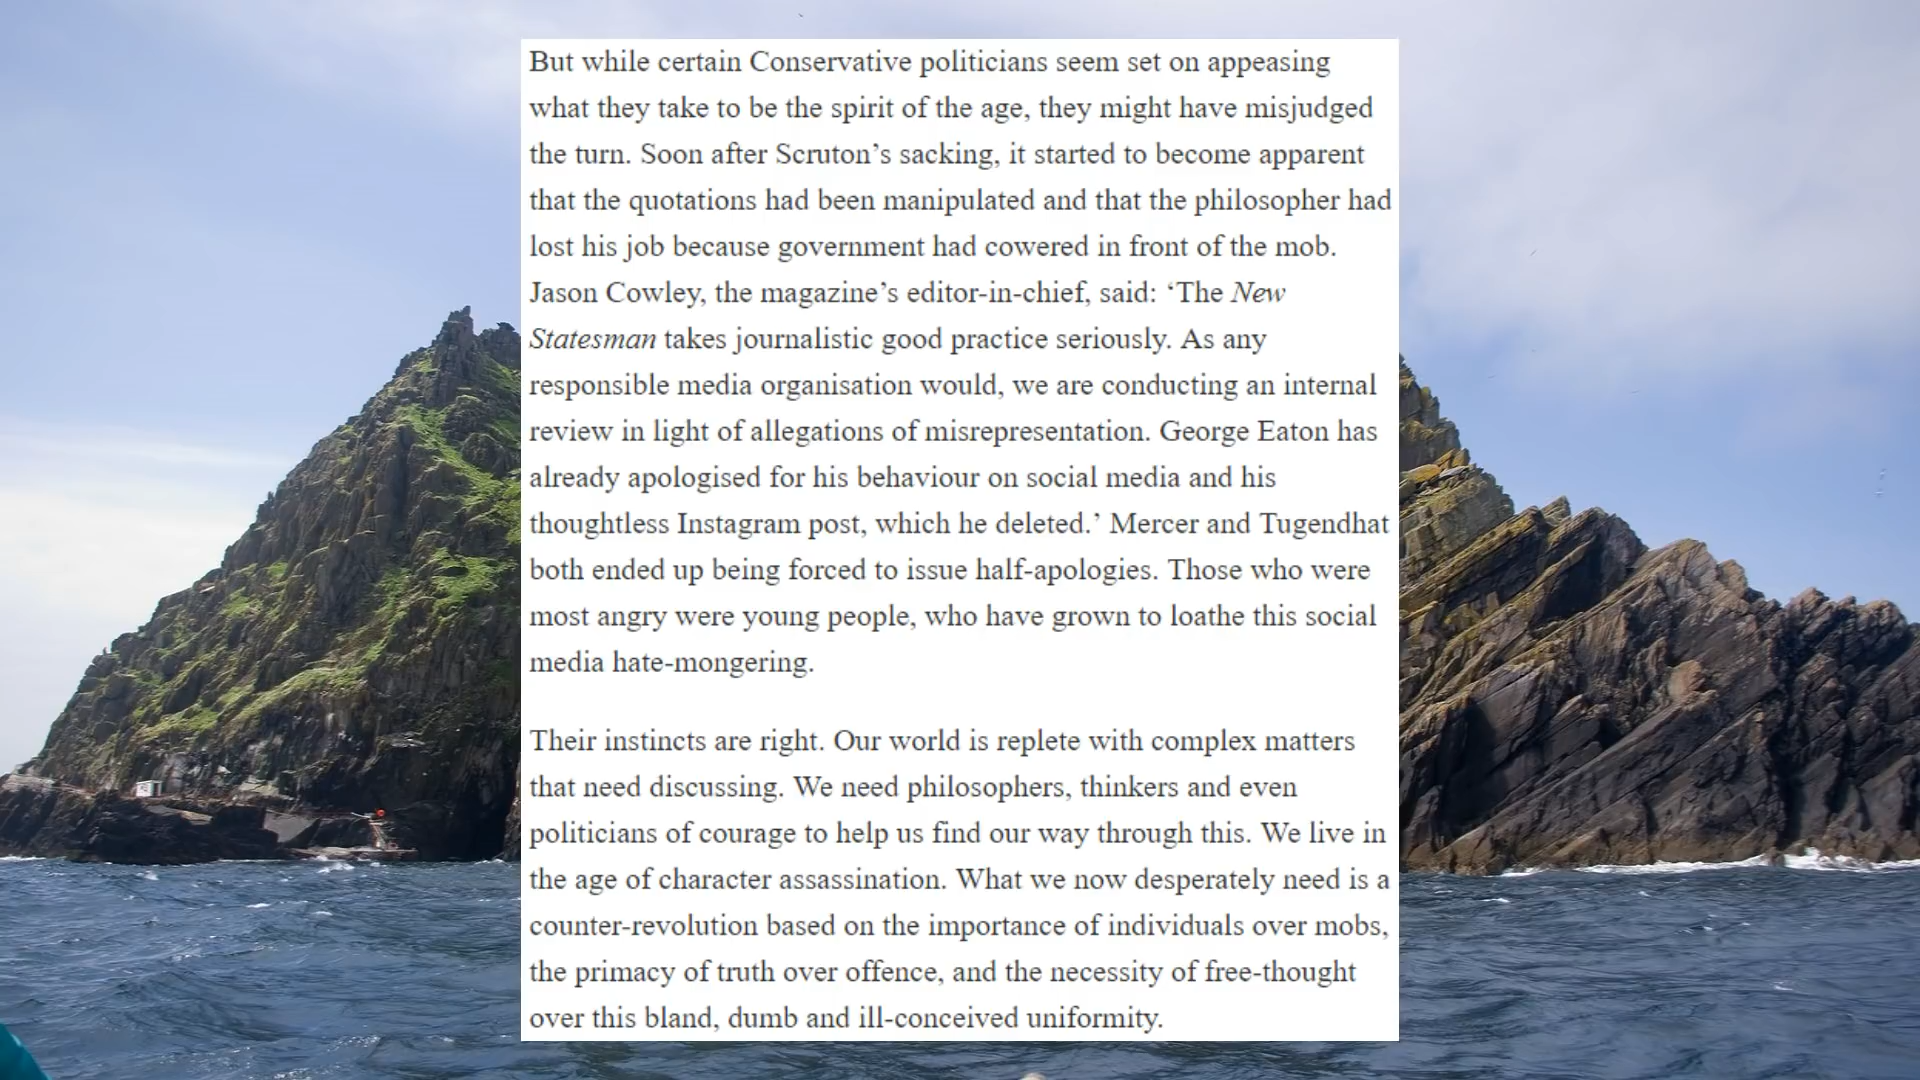 But while certain Conservative politicians seem set on appeasing
what they take to be the spirit of the age, they might have misjudged
the turn. Soon after Scruton’s sacking, it started to become apparent
that the quotations had been manipulated and that the philosopher had
lost his job because government had cowered in front of the mob.
Jason Cowley, the magazine’s editor-in-chief, said: ‘The New
Statesman takes journalistic good practice seriously. As any
responsible media organisation would, we are conducting an internal
review in light of allegations of misrepresentation. George Eaton has
already apologised for his behaviour on social media and his
thoughtless Instagram post, which he deleted.’ Mercer and Tugendhat
both ended up being forced to issue half-apologies. Those who were
most angry were young people, who have grown to loathe this social
media hate-mongering.
Their instincts are right. Our world is replete with complex matters
that need discussing. We need philosophers, thinkers and even
politicians of courage to help us find our way through this. We live in
the age of character assassination. What we now desperately need is a
counter-revolution based on the importance of individuals over mobs,
the primacy of truth over offence, and the necessity of free-thought
over this bland, dumb and ill-conceived uniformity.